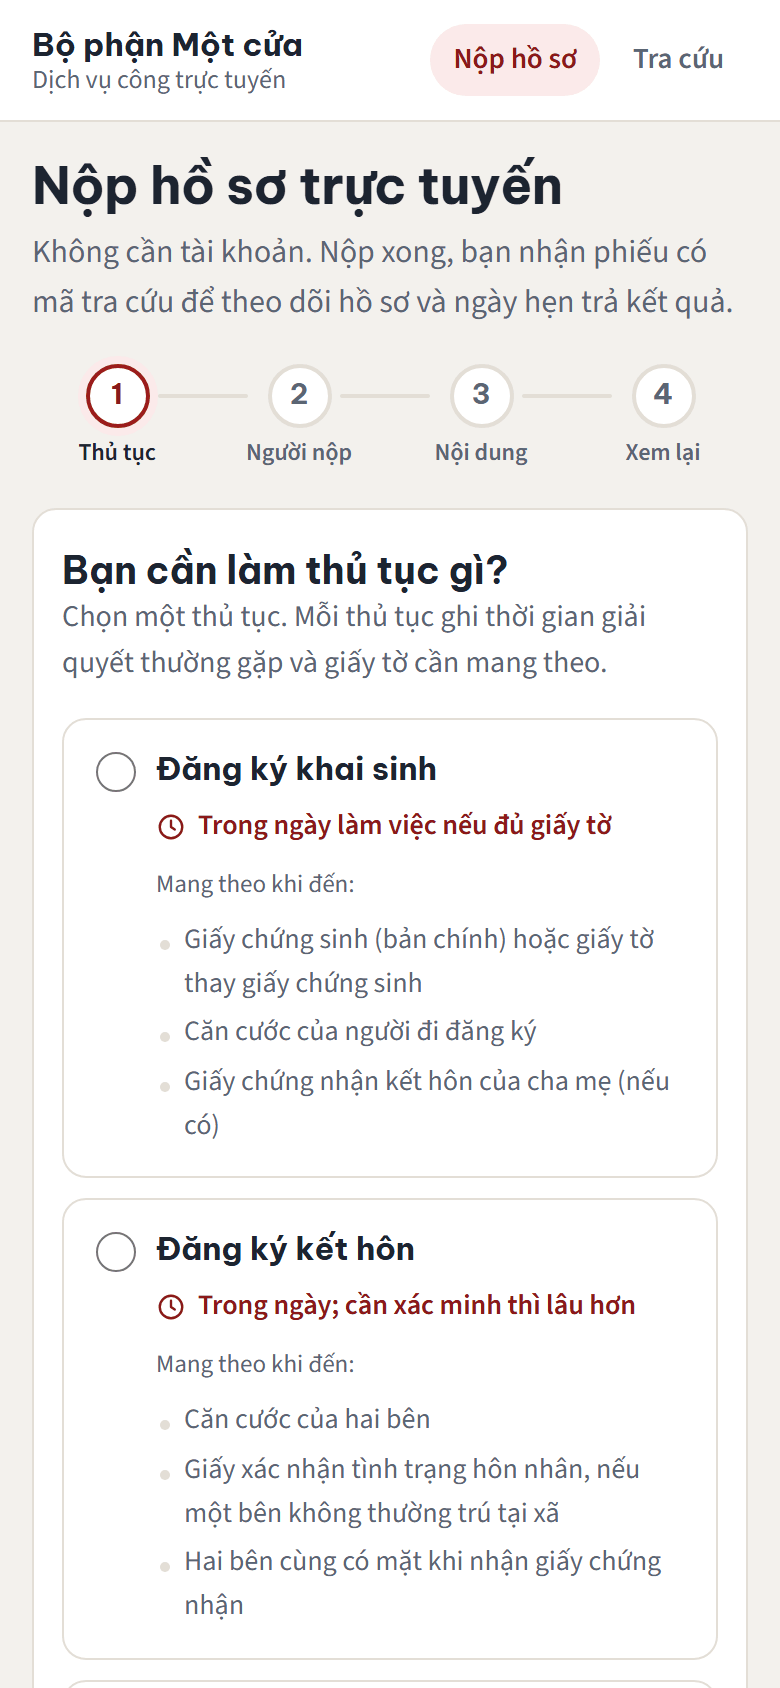 Bộ phận Một cửa
Dịch vụ công trực tuyến
Nộp hồ sơ
Tra cứu
Nộp hồ sơ trực tuyến
Không cần tài khoản. Nộp xong, bạn nhận phiếu có
mã tra cứu để theo dõi hồ sơ và ngày hẹn trả kết quả.
1
2
3
4
Thủ tục
Người nộp
Nội dung
Xem lại
Bạn cần làm thủ tục gì?
Chọn một thủ tục. Mỗi thủ tục ghi thời gian giải
quyết thường gặp và giấy tờ cần mang theo.
Đăng ký khai sinh
Trong ngày làm việc nếu đủ giấy tờ
Mang theo khi đến:
Giấy chứng sinh (bản chính) hoặc giấy tờ
thay giấy chứng sinh
Căn cước của người đi đăng ký
Giấy chứng nhận kết hôn của cha mẹ (nếu
có)
Đăng ký kết hôn
Trong ngày; cần xác minh thì lâu hơn
Mang theo khi đến:
Căn cước của hai bên
Giấy xác nhận tình trạng hôn nhân, nếu
một bên không thường trú tại xã
Hai bên cùng có mặt khi nhận giấy chứng
nhận